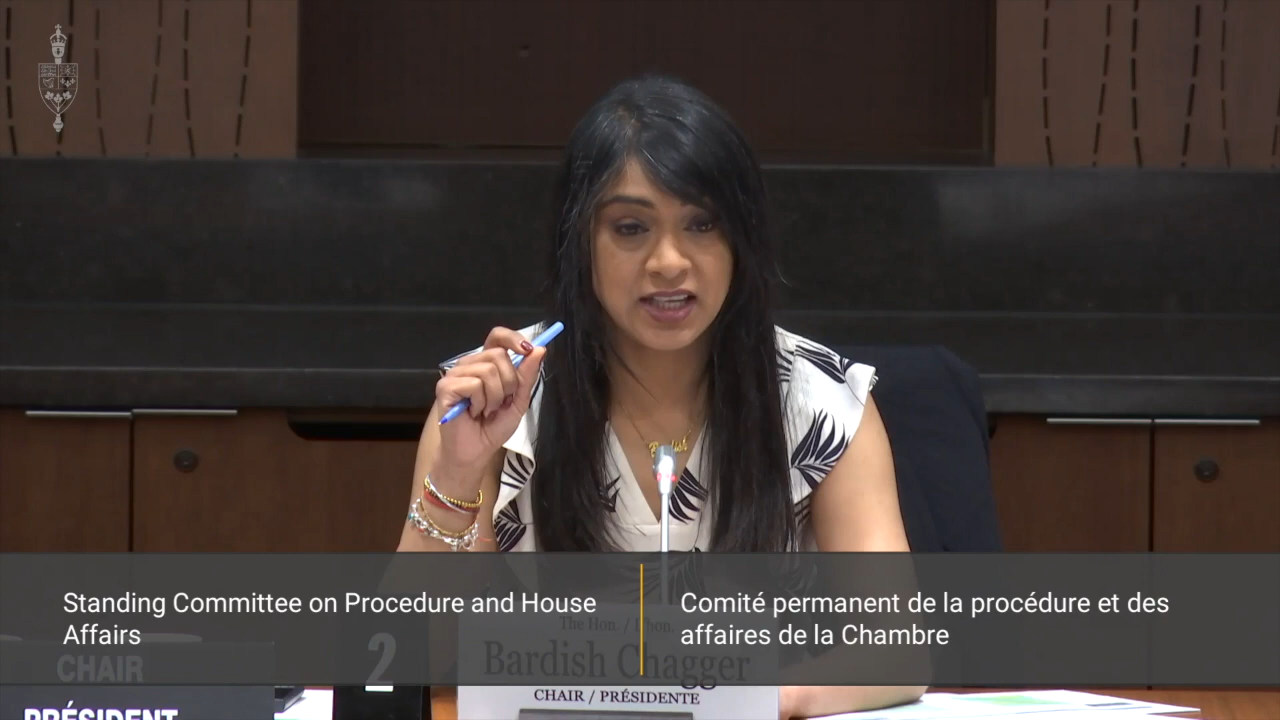 Standing Committee on Procedure and House
Affairs
Comité permanent de la procédure et des
affaires de la Chambre
The Hon. / L'hon.
Bardish Chagger
CHAIR / PRÉSIDENTE
CHAIR
PRÉSIDENT
2